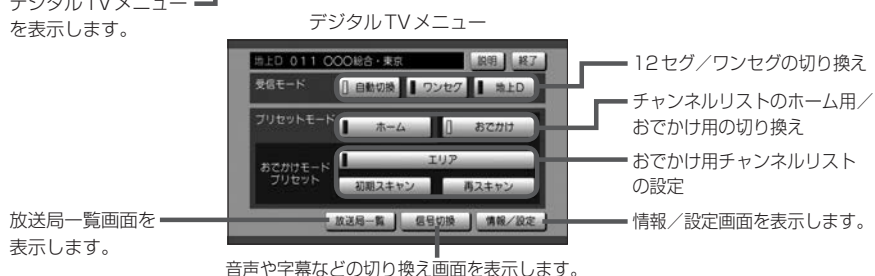 デジタルTVメニュー
を表示します。
デジタルTVメニュー
地上D 011 〇〇〇総合・東京
説明
終了
受信モード
自動切換
ワンセグ
地上D
12セグ／ワンセグの切り換え
プリセットモード
ホーム
おでかけ
チャンネルリストのホーム用／
おでかけ用の切り換え
おでかけモード
プリセット
エリア
初期スキャン
再スキャン
おでかけ用チャンネルリスト
の設定
放送局一覧
信号切換
情報／設定
放送局一覧画面を
表示します。
情報／設定画面を表示します。
音声や字幕などの切り換え画面を表示します。